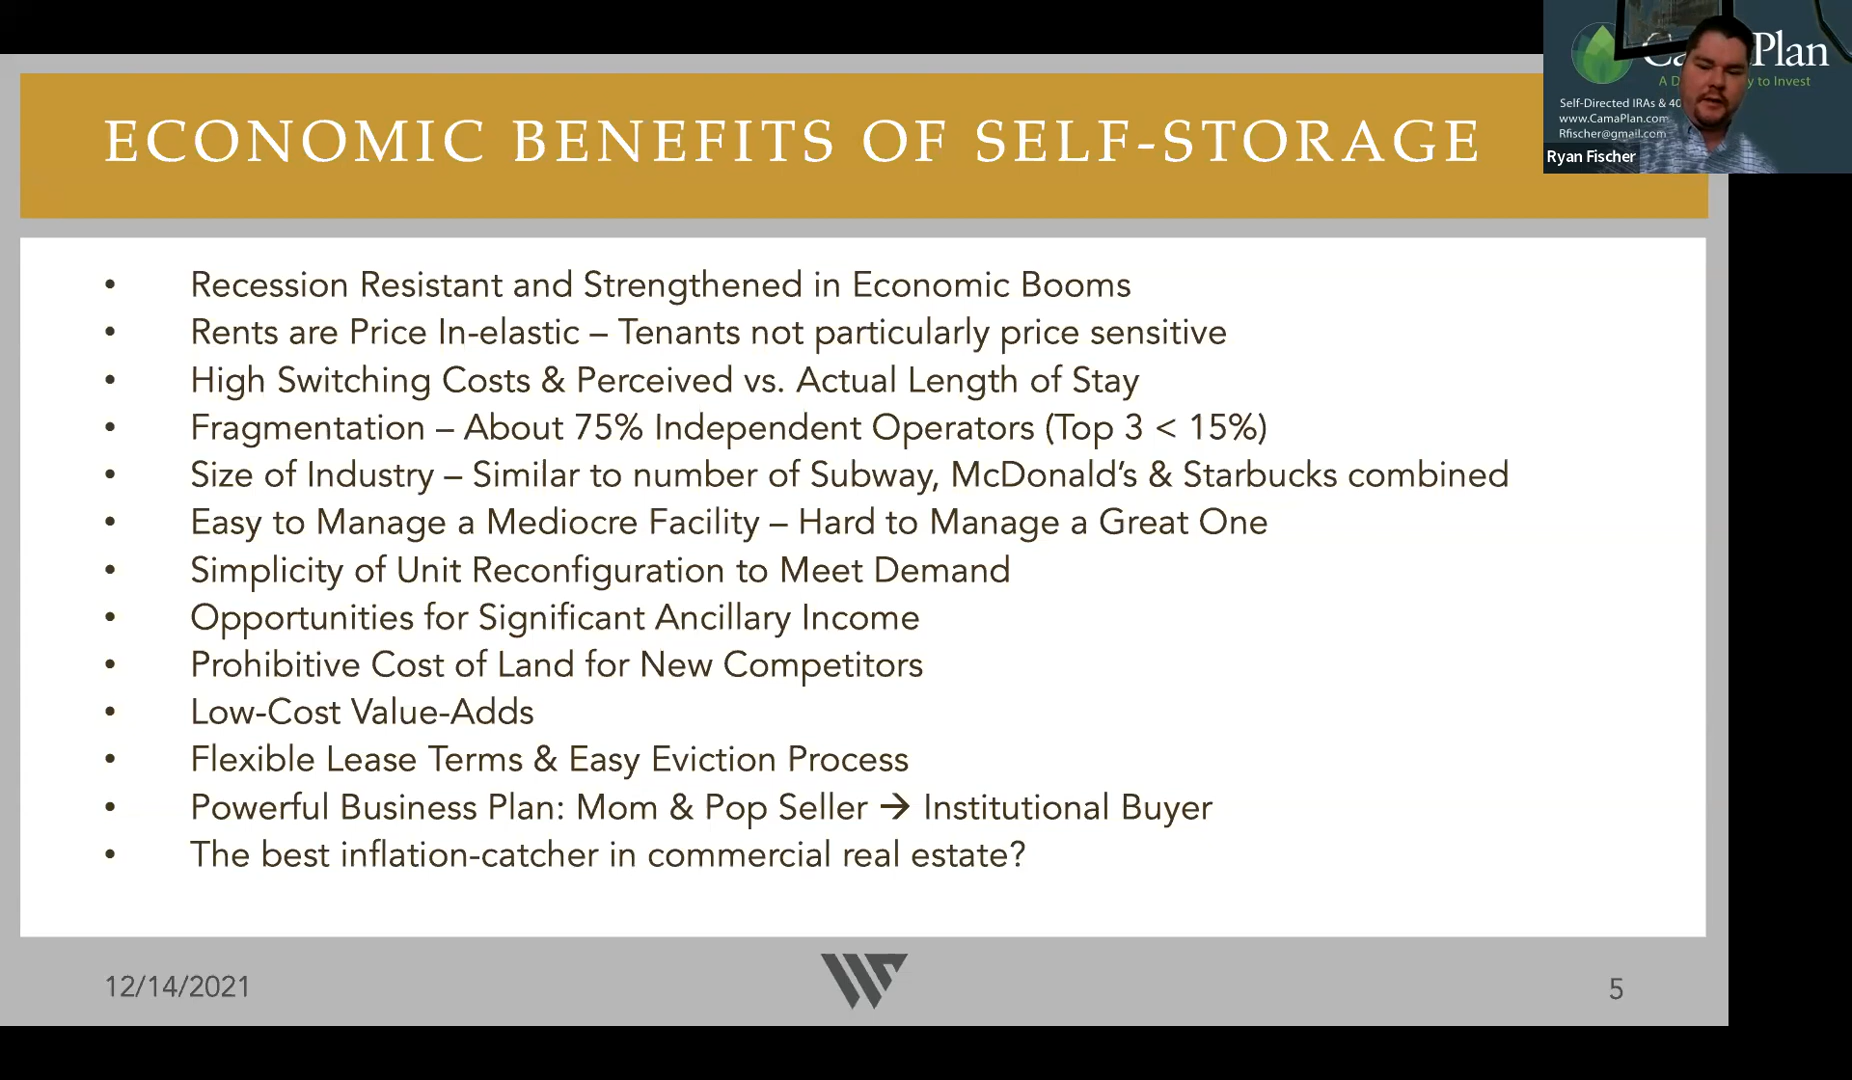 Plan
to Invest
Self-Directed IRAs &
www.CamaPlan.com
Rfischer@gmail.com
Ryan Fischer
ECONOMIC BENEFITS OF SELF-STORAGE
• Recession Resistant and Strengthened in Economic Booms
• Rents are Price In-elastic – Tenants not particularly price sensitive
• High Switching Costs & Perceived vs. Actual Length of Stay
• Fragmentation – About 75% Independent Operators (Top 3 < 15%)
• Size of Industry – Similar to number of Subway, McDonald’s & Starbucks combined
• Easy to Manage a Mediocre Facility – Hard to Manage a Great One
• Simplicity of Unit Reconfiguration to Meet Demand
• Opportunities for Significant Ancillary Income
• Prohibitive Cost of Land for New Competitors
• Low-Cost Value-Adds
• Flexible Lease Terms & Easy Eviction Process
• Powerful Business Plan: Mom & Pop Seller → Institutional Buyer
• The best inflation-catcher in commercial real estate?
12/14/2021
5